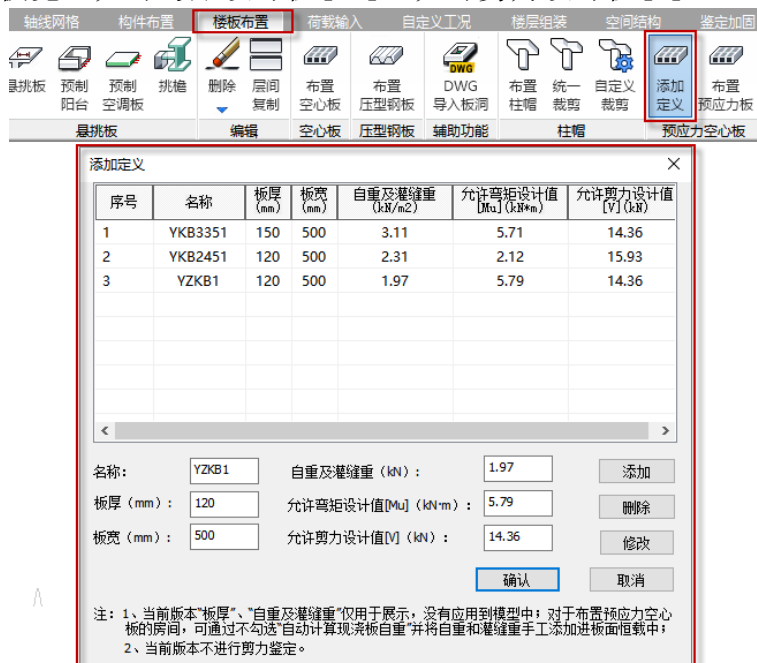 轴线网格 构件布置 楼板布置 荷载输入 自定义工况 楼层组装 空间结构 鉴定加固
悬挑板 预制阳台 预制空调板 挑檐 删除 层间复制 布置空心板 布置压型钢板 DWG导入板洞 布置柱帽 统一裁剪 自定义裁剪 添加定义 布置预应力板
DWG
悬挑板 编辑 空心板 压型钢板 辅助功能 柱帽 预应力空心板
添加定义
序号 名称 板厚(mm) 板宽(mm) 自重及灌缝重(kN/m2) 允许弯矩设计值[Mu](kN*m) 允许剪力设计值[V](kN)
1 YKB3351 150 500 3.11 5.71 14.36
2 YKB2451 120 500 2.31 2.12 15.93
3 YZKB1 120 500 1.97 5.79 14.36
名称: YZKB1 自重及灌缝重(kN): 1.97 添加
板厚(mm): 120 允许弯矩设计值[Mu](kN·m): 5.79 删除
板宽(mm): 500 允许剪力设计值[V](kN): 14.36 修改
确认 取消
注: 1、当前版本"板厚"、"自重及灌缝重"仅用于展示,没有应用到模型中;对于布置预应力空心
板的房间,可通过不勾选"自动计算现浇板自重"并将自重和灌缝重手工添加进板面恒载中;
2、当前版本不进行剪力鉴定。